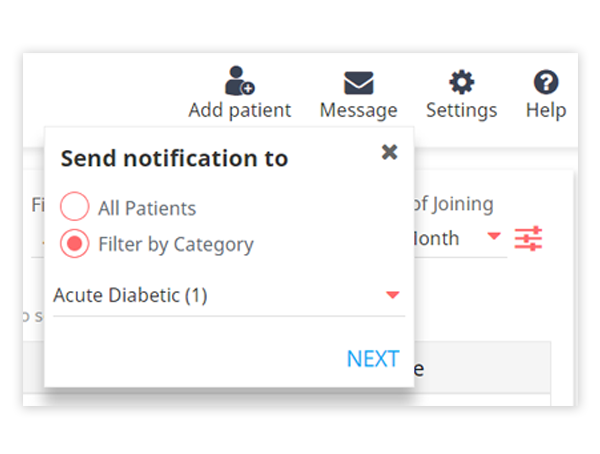 Add patient Message Settings Help
Send notification to
All Patients
of Joining
Filter by Category
Month
Acute Diabetic (1)
NEXT